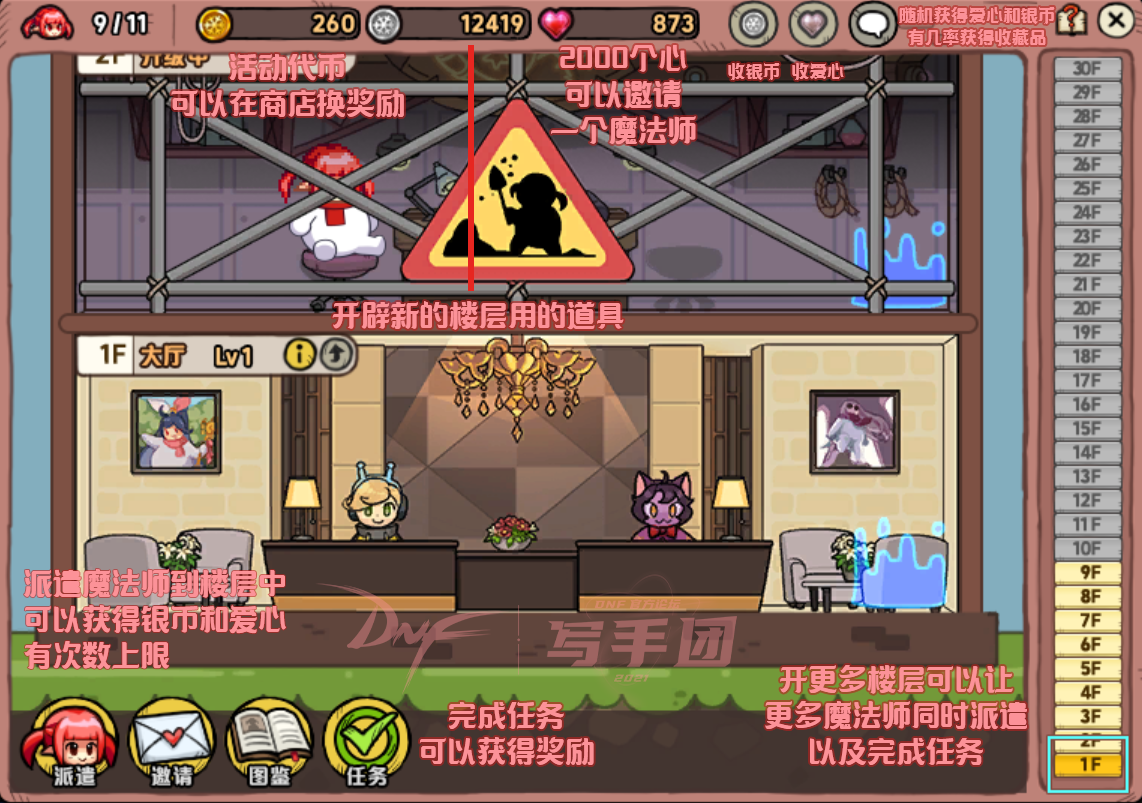 9/11
260
12419
873
随机获得爱心和银币
有几率获得收藏品
2F 升级中
活动代币
可以在商店换奖励
2000个心
可以邀请
一个魔法师
收银币 收爱心
开辟新的楼层用的道具
1F 大厅 Lv1
派遣魔法师到楼层中
可以获得银币和爱心
有次数上限
DNF
写手团
2021
完成任务
可以获得奖励
开更多楼层可以让
更多魔法师同时派遣
以及完成任务
派遣
邀请
图鉴
任务
30F
29F
28F
27F
26F
25F
24F
23F
22F
21F
20F
19F
18F
17F
16F
15F
14F
13F
12F
11F
10F
9F
8F
7F
6F
5F
4F
3F
2F
1F